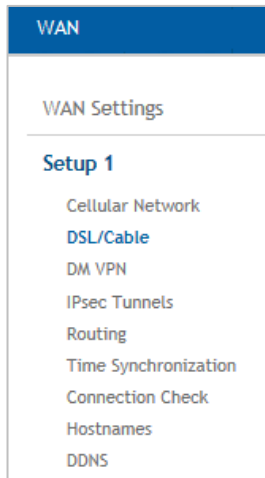 WAN
WAN Settings
Setup 1
Cellular Network
DSL/Cable
DM VPN
IPsec Tunnels
Routing
Time Synchronization
Connection Check
Hostnames
DDNS